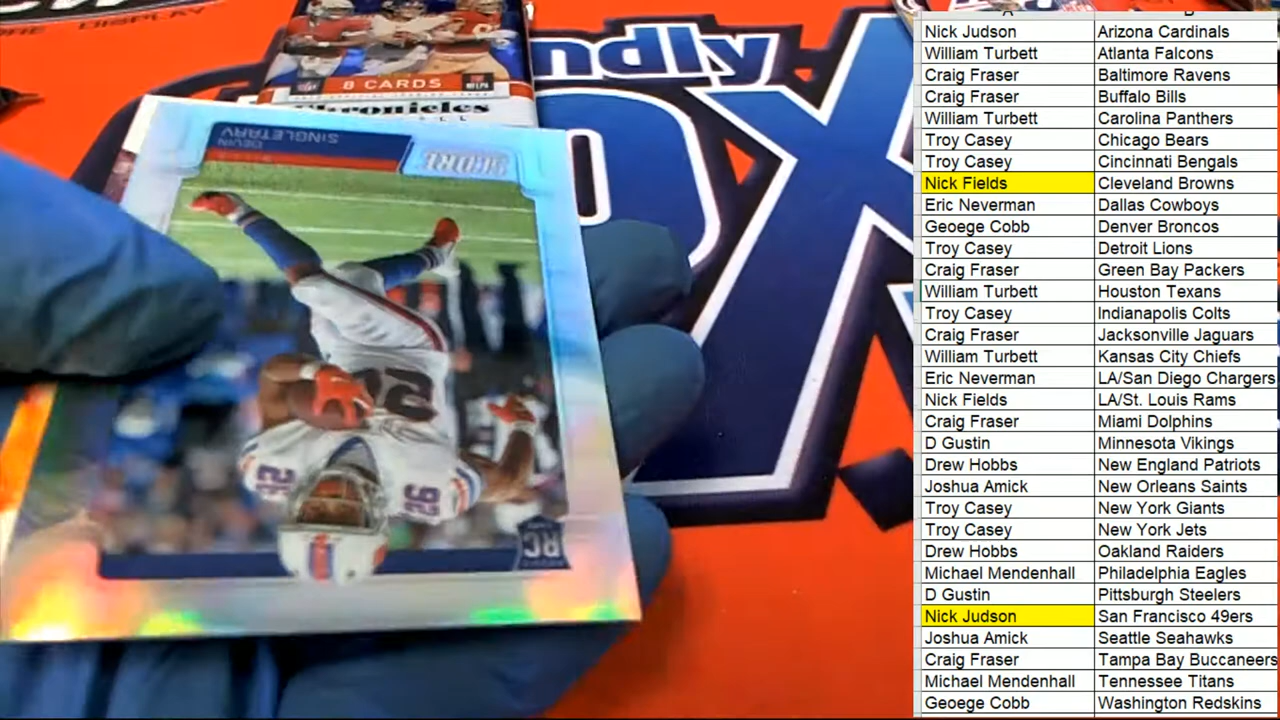 DISPLAY
8 CARDS
Chronicles
ndly
OX
DEVIN
SINGLETARY
SCORE
26
26
26
RC
A B
Nick Judson Arizona Cardinals
William Turbett Atlanta Falcons
Craig Fraser Baltimore Ravens
Craig Fraser Buffalo Bills
William Turbett Carolina Panthers
Troy Casey Chicago Bears
Troy Casey Cincinnati Bengals
Nick Fields Cleveland Browns
Eric Neverman Dallas Cowboys
Geoege Cobb Denver Broncos
Troy Casey Detroit Lions
Craig Fraser Green Bay Packers
William Turbett Houston Texans
Troy Casey Indianapolis Colts
Craig Fraser Jacksonville Jaguars
William Turbett Kansas City Chiefs
Eric Neverman LA/San Diego Chargers
Nick Fields LA/St. Louis Rams
Craig Fraser Miami Dolphins
D Gustin Minnesota Vikings
Drew Hobbs New England Patriots
Joshua Amick New Orleans Saints
Troy Casey New York Giants
Troy Casey New York Jets
Drew Hobbs Oakland Raiders
Michael Mendenhall Philadelphia Eagles
D Gustin Pittsburgh Steelers
Nick Judson San Francisco 49ers
Joshua Amick Seattle Seahawks
Craig Fraser Tampa Bay Buccaneers
Michael Mendenhall Tennessee Titans
Geoege Cobb Washington Redskins